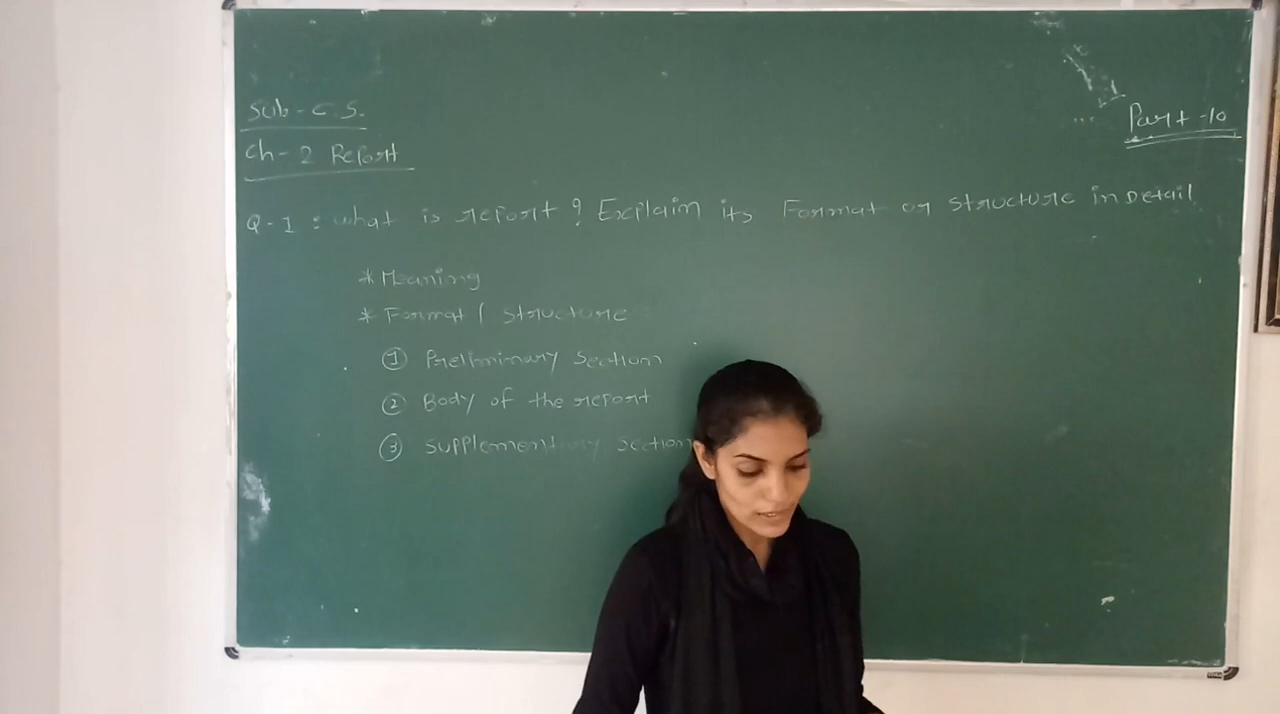 Sub - C.S.
Part - 10
Ch - 2 Report
Q - 1 : what is report ? Explain its Format or structure in Detail
* Meaning
* Format / structure
① Preliminary section
② Body of the report
③ Supplementary section